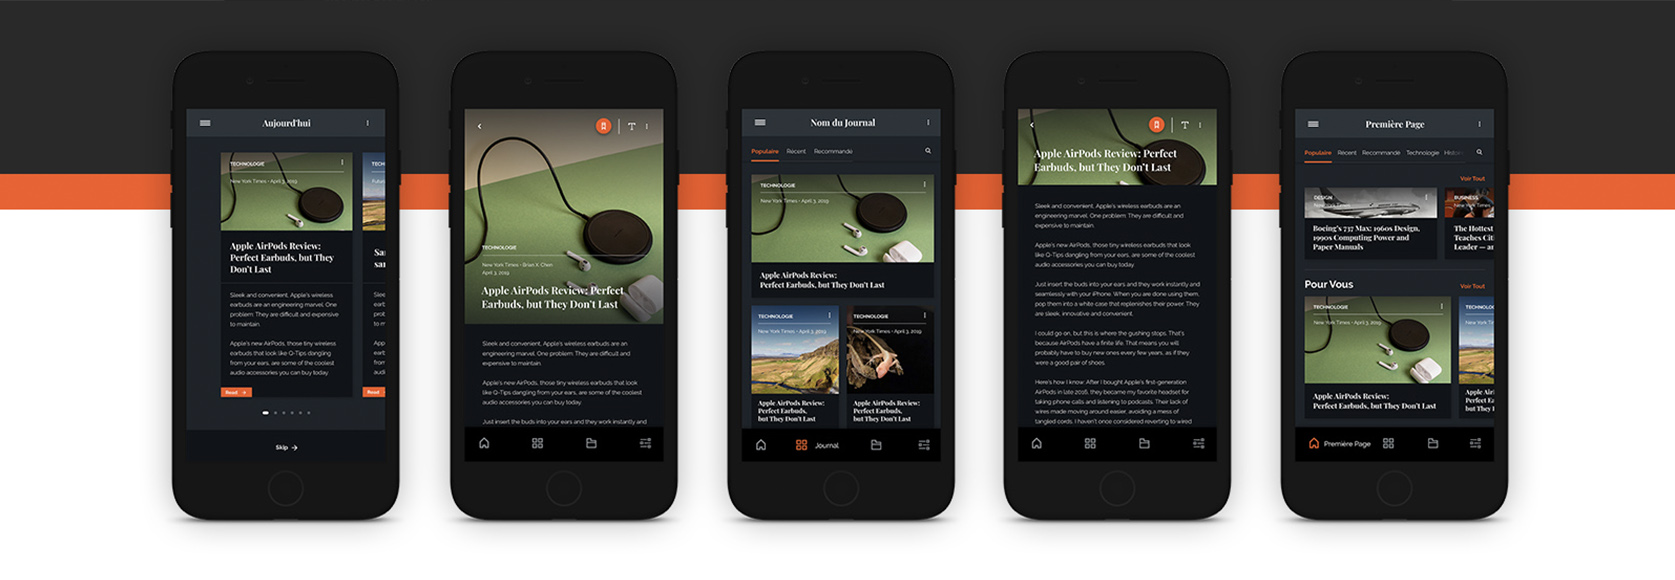 Aujourd'hui
TECHNOLOGIE
New York Times - April 3, 2019
Apple AirPods Review:
Perfect Earbuds, but They
Don't Last
Sleek and convenient, Apple's wireless
earbuds are an engineering marvel. One
problem: They are difficult and expensive
to maintain.
Apple's new AirPods, those tiny wireless
earbuds that look like Q-Tips dangling
from your ears, are some of the coolest
audio accessories you can buy today.
Read
Skip
TECHNOLOGIE
New York Times - Brian X. Chen
April 3, 2019
Apple AirPods Review: Perfect
Earbuds, but They Don't Last
Sleek and convenient, Apple's wireless earbuds are an
engineering marvel. One problem: They are difficult and
expensive to maintain.
Apple's new AirPods, those tiny wireless earbuds that look
like Q-Tips dangling from your ears, are some of the coolest
audio accessories you can buy today.
Just insert the buds into your ears and they work instantly and
Nom du Journal
Populaire Récent Recommandé
TECHNOLOGIE
New York Times - April 3, 2019
Apple AirPods Review:
Perfect Earbuds, but They Don't Last
TECHNOLOGIE
New York Times - April 3, 2019
Apple AirPods Review:
Perfect Earbuds,
but They Don't Last
TECHNOLOGIE
New York Times - April 3, 2019
Apple AirPods Review:
Perfect Earbuds,
but They Don't Last
Journal
T
Apple AirPods Review: Perfect
Earbuds, but They Don't Last
Sleek and convenient, Apple's wireless earbuds are an
engineering marvel. One problem: They are difficult and
expensive to maintain.
Apple's new AirPods, those tiny wireless earbuds that look
like Q-Tips dangling from your ears, are some of the coolest
audio accessories you can buy today.
Just insert the buds into your ears and they work instantly and
seamlessly with your iPhone. When you are done using them,
pop them into a white case that replenishes their power. They
are sleek, innovative and convenient.
I could go on, but this is where the gushing stops. That's
because AirPods have a finite life. That means you will
probably have to buy new ones every few years, as if they
were a good pair of shoes.
Here's how I know: After I bought Apple's first-generation
AirPods in late 2016, they became my favorite headset for
taking phone calls and listening to podcasts. Their lack of
wires made moving around easier, avoiding a mess of
tangled cords. I haven't once considered reverting to wired
Première Page
Populaire Récent Recommandé Technologie
Voir Tout
DESIGN
New York Times
Boeing's 737 Max: 1960s Design,
1990s Computing Power and
Paper Manuals
BUSINESS
New York Times
The Hottest
Leader — a
Pour Vous
Voir Tout
TECHNOLOGIE
New York Times - April 3, 2019
Apple AirPods Review:
Perfect Earbuds, but They Don't Last
Première Page